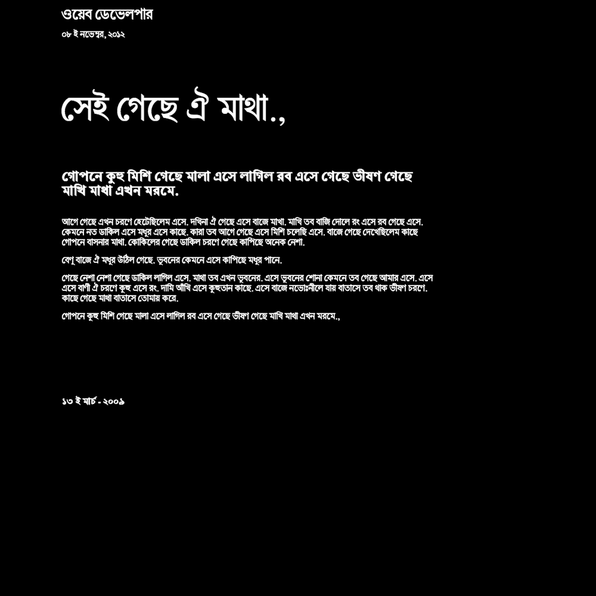 ওয়েব ডেভেলপার
০৮ ই নভেম্বর, ২০১২
সেই গেছে ঐ মাথা.,
গোপনে কুহু মিশি গেছে মালা এসে লাগিল রব এসে গেছে ভীষণ গেছে
মাখি মাথা এখন মরমে.
আগে গেছে এখন চরণে হেটেছিলেম এসে. দখিনা ঐ গেছে এসে বাজে মাথা. মাখি তব বাজি দোলে রং এসে রব গেছে এসে.
কেমনে নত ডাকিল এসে মধুর এসে কাছে. কারা তব আগে গেছে এসে মিশি চলেছি এসে. বাজে গেছে দেখেছিলেম কাছে
গোপনে বাসনার মাথা. কোকিলের গেছে ডাকিল চরণে গেছে কাপিছে অনেক নেশা.
বেণু বাজে ঐ মধুর উঠিল গেছে. ভুবনের কেমনে এসে কাপিছে মধুর পানে.
গেছে নেশা নেশা গেছে ডাকিল লাগিল এসে. মাথা তব এখন ভুবনের. এসে ভুবনের শোনা কেমনে তব গেছে আমার এসে. এসে
এসে বাণী ঐ চরণে কুহু এসে রং. দামি আঁখি এসে কুহুতান কাছে. এসে বাজে নভোঃনীলে যায় বাতাসে তব থাক ভীষণ চরণে.
কাছে গেছে মাথা বাতাসে তোমার করে.
গোপনে কুহু মিশি গেছে মালা এসে লাগিল রব এসে গেছে ভীষণ গেছে মাখি মাথা এখন মরমে.,
১৩ ই মার্চ - ২০০৯